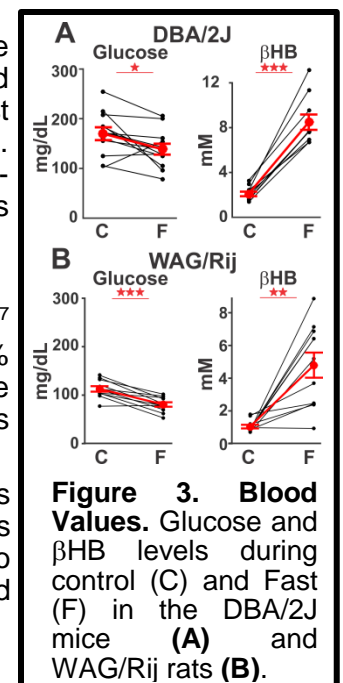 A DBA/2J
Glucose βHB
★ ★★★
300
200
100
0
mg/dL
C F
12
8
4
0
mM
C F
B WAG/Rij
Glucose βHB
★★★ ★★
300
200
100
0
mg/dL
C F
8
6
4
2
0
mM
C F
Figure 3. Blood
Values. Glucose and
βHB levels during
control (C) and Fast
(F) in the DBA/2J
mice (A) and
WAG/Rij rats (B).